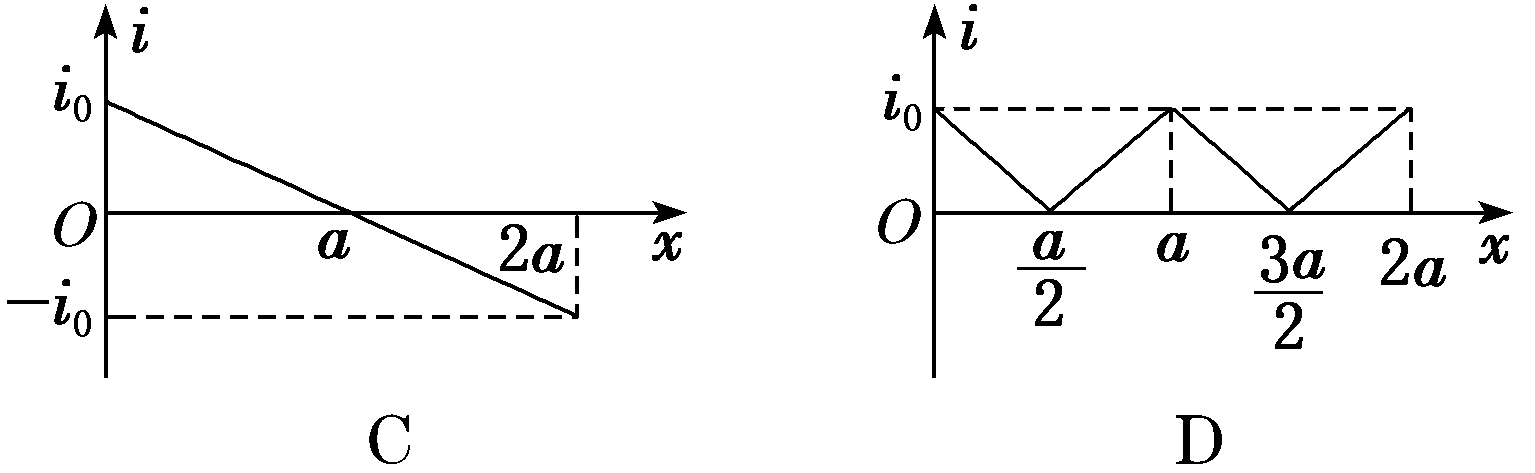 i i
i₀ i₀
O a 2a x O a/2 a 3a/2 2a x
−i₀
C D